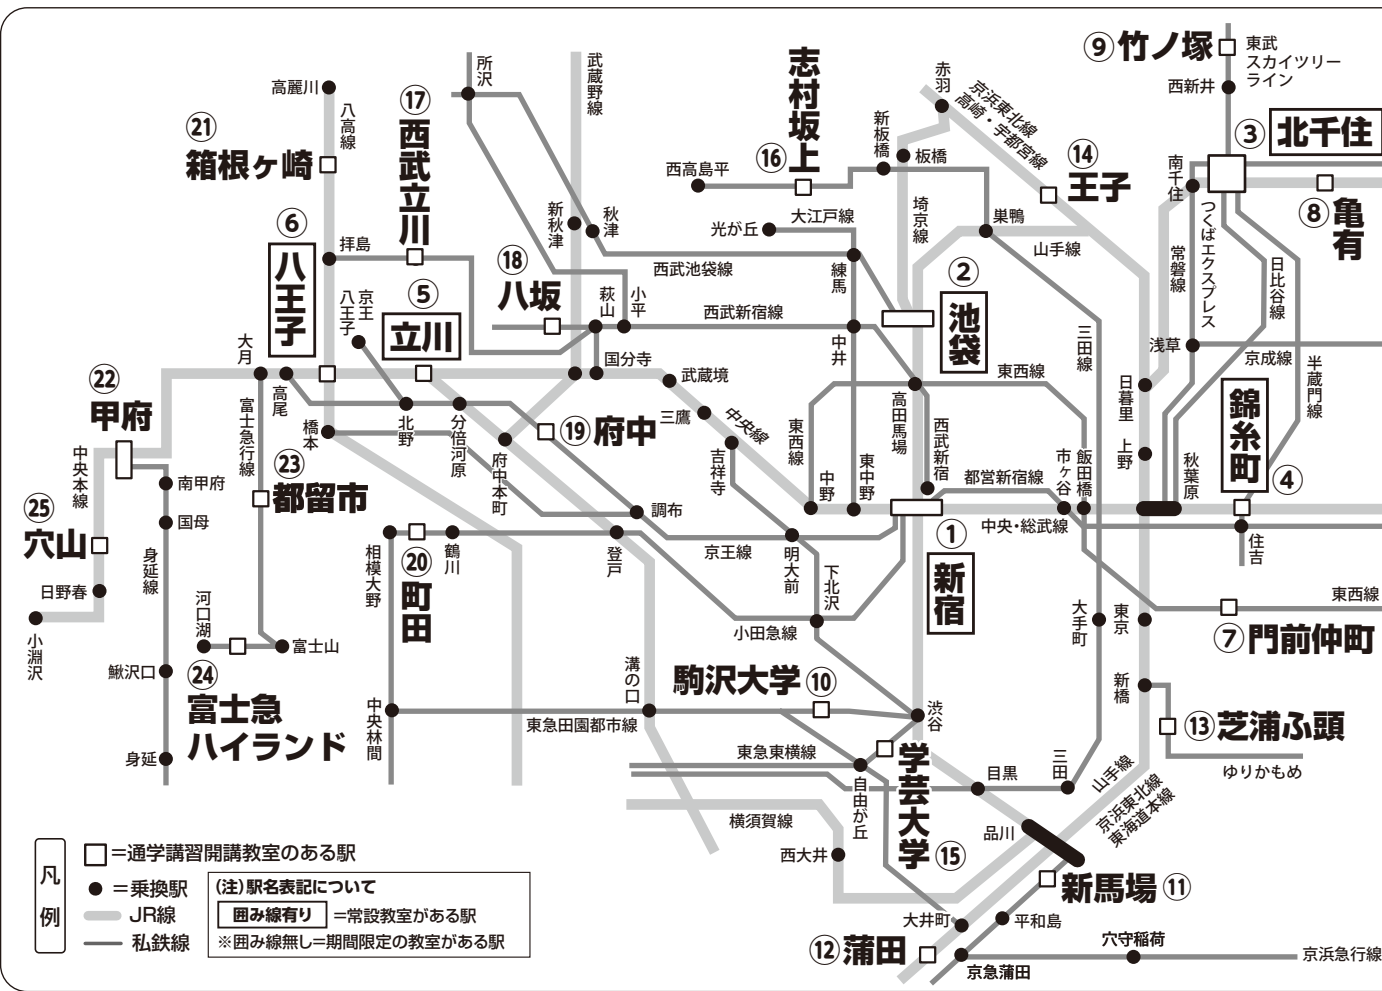 ⑨竹ノ塚
東武
スカイツリー
ライン
西新井
③北千住
南千住
⑧亀有
つくばエクスプレス
常磐線
日比谷線
半蔵門線
浅草
京成線
赤羽
京浜東北線
高崎・宇都宮線
⑭王子
志村坂上
⑯
西高島平
新板橋
板橋
埼京線
巣鴨
山手線
三田線
大江戸線
光が丘
練馬
西武池袋線
②
池袋
所沢
武蔵野線
新秋津
秋津
⑰
西武立川
高麗川
八高線
㉑
箱根ヶ崎
拝島
⑥
八王子
京王
八王子
⑤
立川
⑱
八坂
萩山
小平
西武新宿線
中井
国分寺
武蔵境
三鷹
中央線
吉祥寺
東西線
東西線
高田馬場
西武新宿
中野
東中野
都営新宿線
市ヶ谷
飯田橋
中央・総武線
日暮里
上野
秋葉原
錦糸町
④
住吉
大月
高尾
橋本
北野
分倍河原
府中本町
⑲府中
調布
京王線
明大前
下北沢
①
新宿
㉒
甲府
中央本線
富士急行線
㉓
都留市
南甲府
国母
身延線
㉕
穴山
日野春
小淵沢
鰍沢口
身延
河口湖
富士山
㉔
富士急
ハイランド
相模大野
鶴川
⑳
町田
登戸
小田急線
中央林間
溝の口
東急田園都市線
駒沢大学⑩
渋谷
大手町
東京
東西線
⑦門前仲町
新橋
⑬芝浦ふ頭
ゆりかもめ
東急東横線
学芸大学
⑮
自由が丘
目黒
三田
山手線
京浜東北線
東海道本線
横須賀線
西大井
品川
新馬場⑪
大井町
平和島
⑫蒲田
京急蒲田
穴守稲荷
京浜急行線
凡例
=通学講習開講教室のある駅
=乗換駅
JR線
私鉄線
(注)駅名表記について
囲み線有り =常設教室がある駅
※囲み線無し=期間限定の教室がある駅